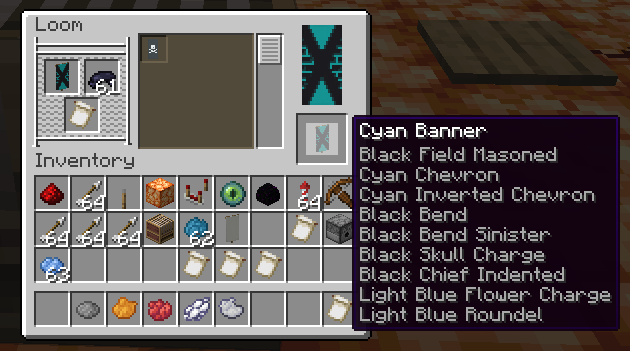 Loom
61
Cyan Banner
Black Field Masoned
Cyan Chevron
Cyan Inverted Chevron
Black Bend
Black Bend Sinister
Black Skull Charge
Black Chief Indented
Light Blue Flower Charge
Light Blue Roundel
Inventory
64 64
64 64 64 62
63